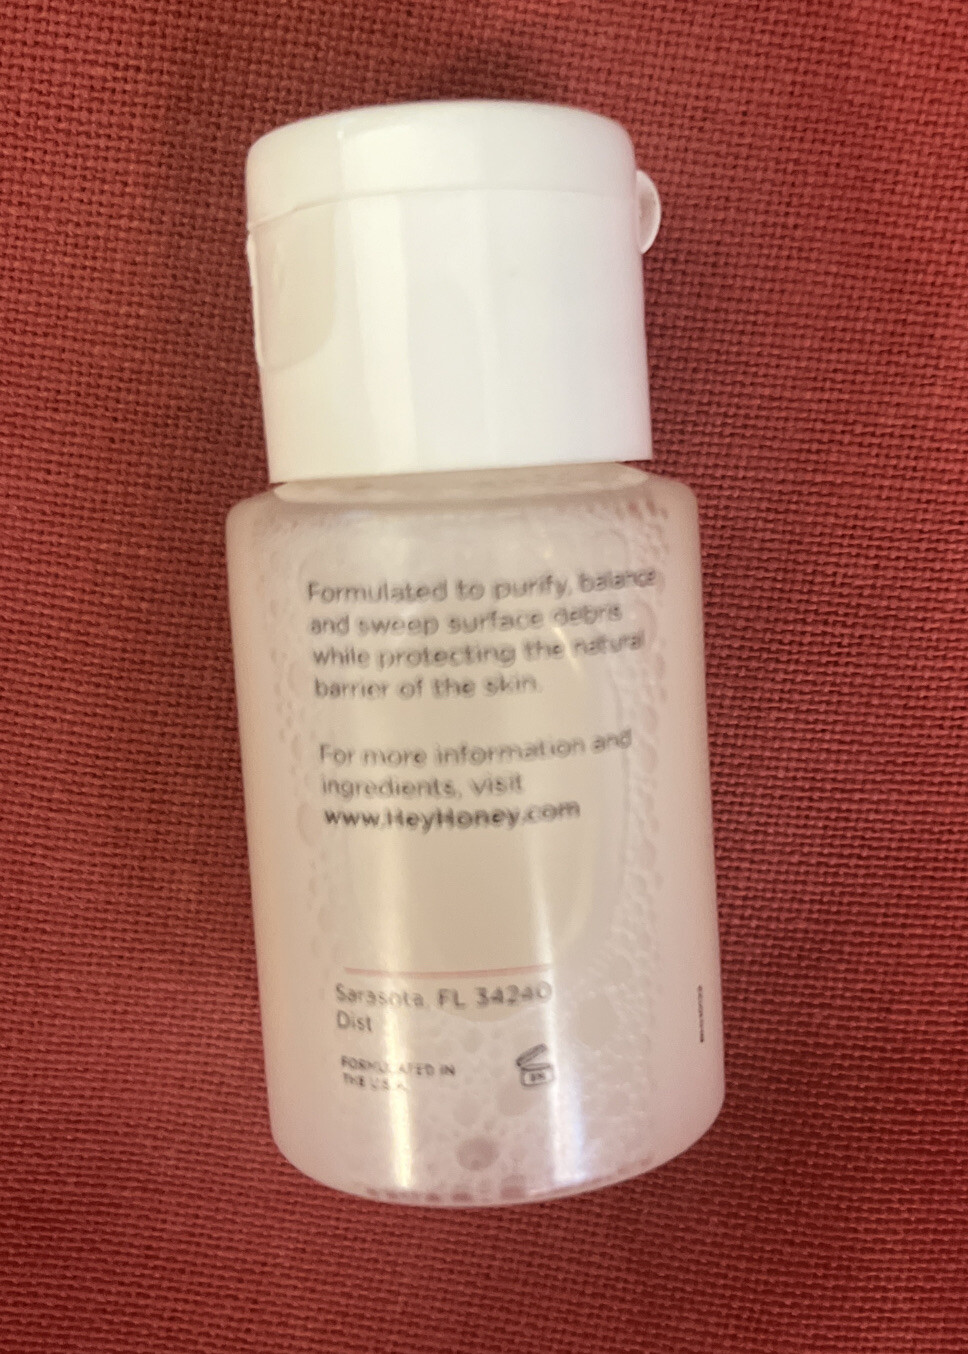 Formulated to purify, balance
and sweep surface debris
while protecting the natural
barrier of the skin.
For more information and
ingredients, visit
www.HeyHoney.com
Sarasota, FL 34240
Dist
FORMULATED IN
THE U.S.A.